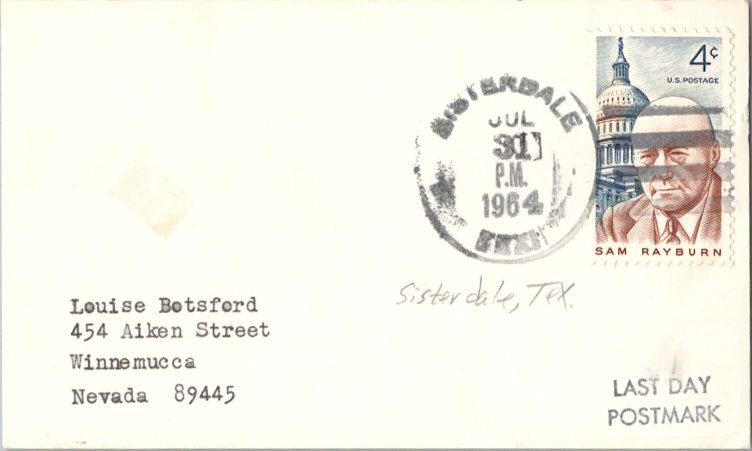 4¢
U.S. POSTAGE
SISTERDALE
JUL
31
P.M.
1964
SAM RAYBURN
Sisterdale, Tex.
Louise Botsford
454 Aiken Street
Winnemucca
Nevada 89445
LAST DAY
POSTMARK